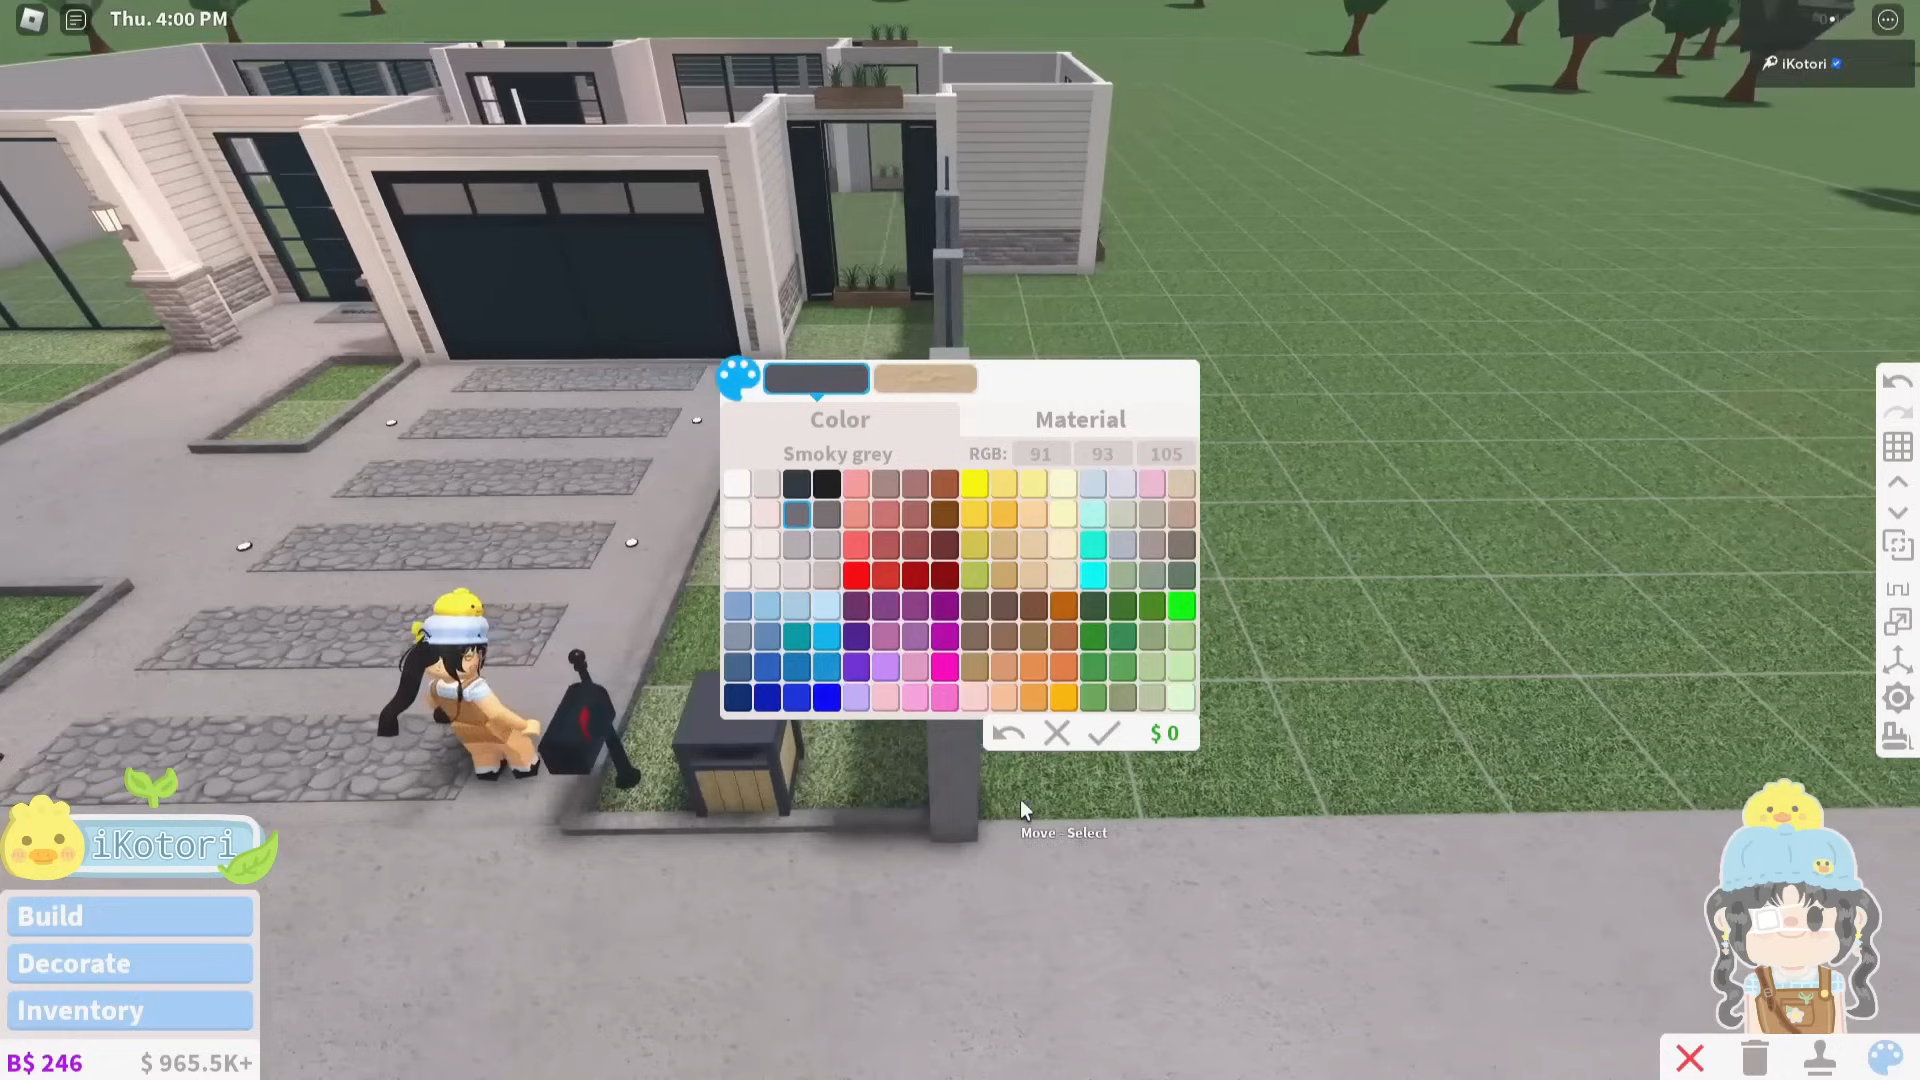 Thu. 4:00 PM
iKotori
Color
Material
Smoky grey
RGB: 91 93 105
$ 0
Move - Select
iKotori
Build
Decorate
Inventory
B$ 246
$ 965.5K+